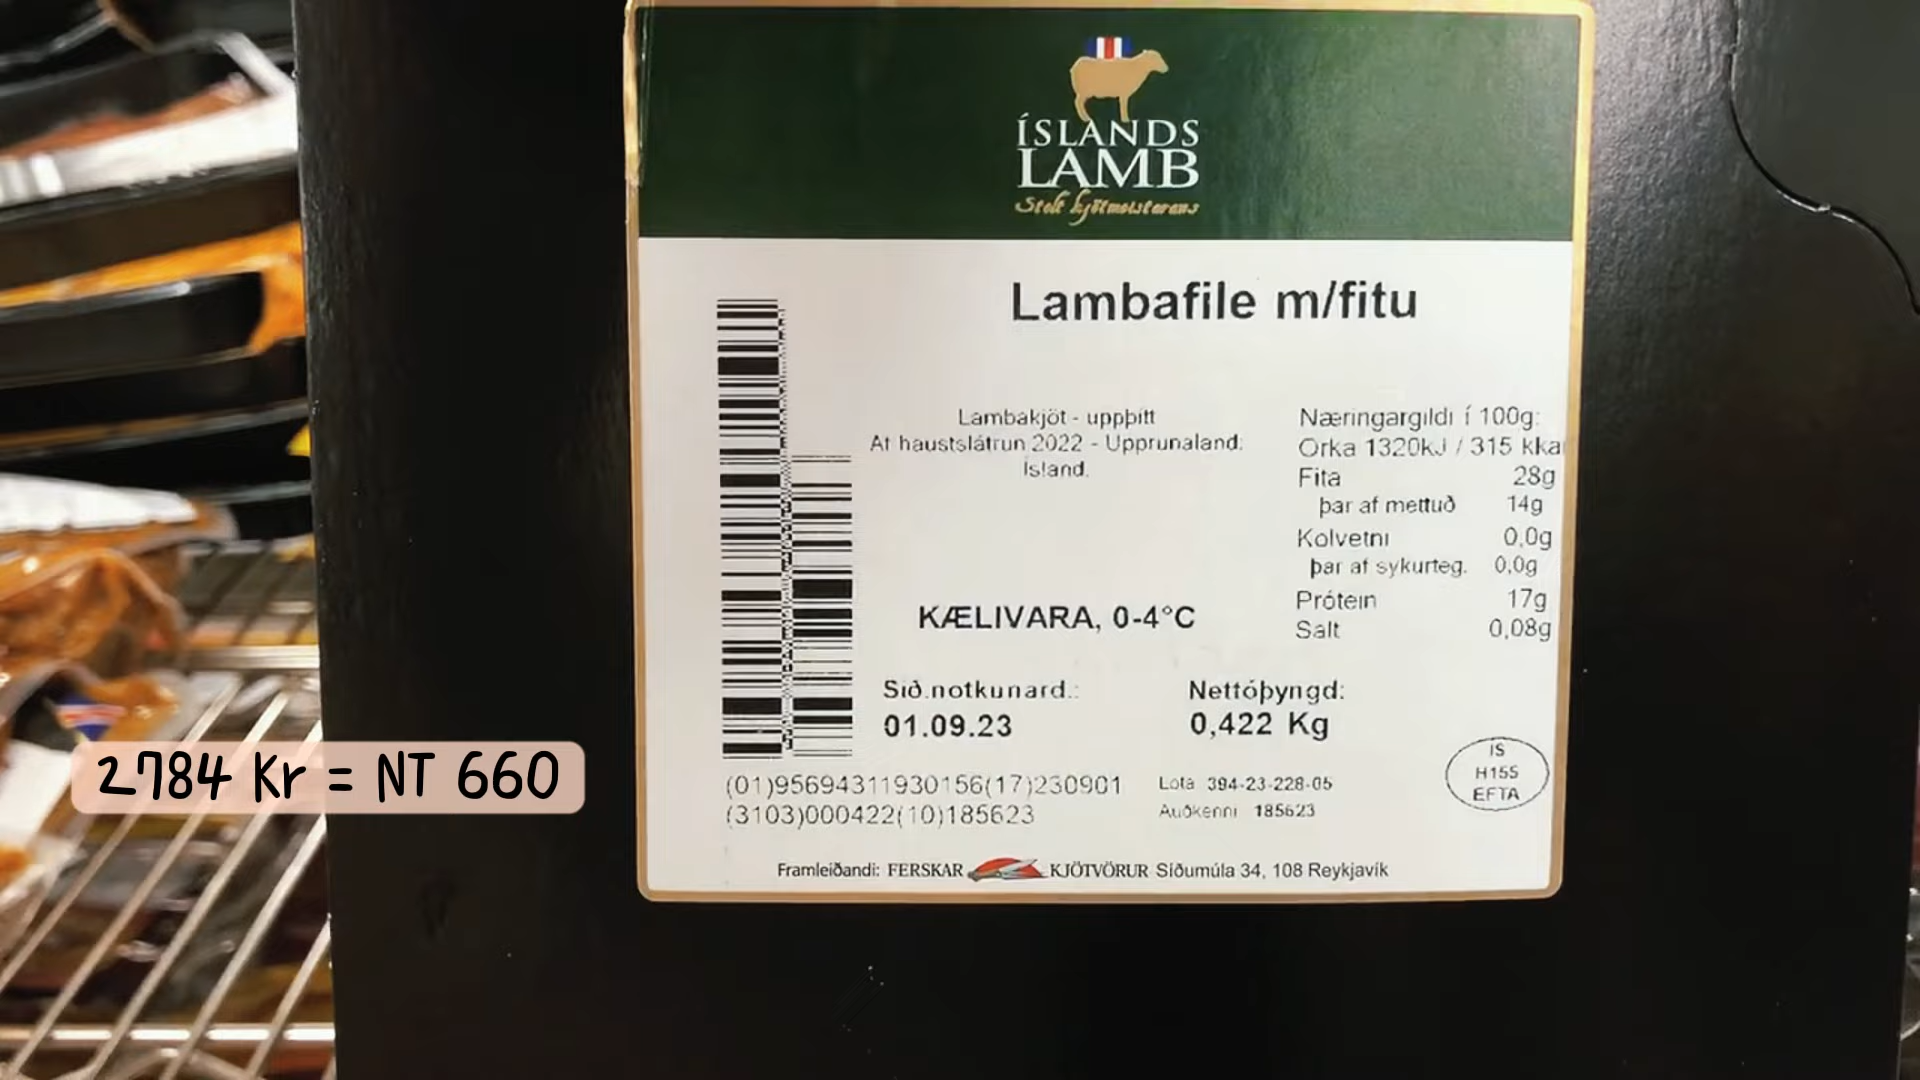 ÍSLANDS
LAMB
Stolt kjötmeistarans
Lambafile m/fitu
Lambakjöt - uppþítt
Af haustslátrun 2022 - Upprunaland:
Ísland.
Næringargildi í 100g:
Orka 1320kJ / 315 kka
Fita 28g
þar af mettuð 14g
Kolvetni 0,0g
þar af sykurteg. 0,0g
Prótein 17g
Salt 0,08g
KÆLIVARA, 0-4°C
Síð.notkunard.: Nettóþyngd:
01.09.23 0,422 Kg
(01)95694311930156(17)230901
(3103)000422(10)185623
Lota 394-23-228-05
Auðkenni 185623
IS
H155
EFTA
Framleiðandi: FERSKAR KJÖTVÖRUR Síðumúla 34, 108 Reykjavík
2784 Kr = NT 660